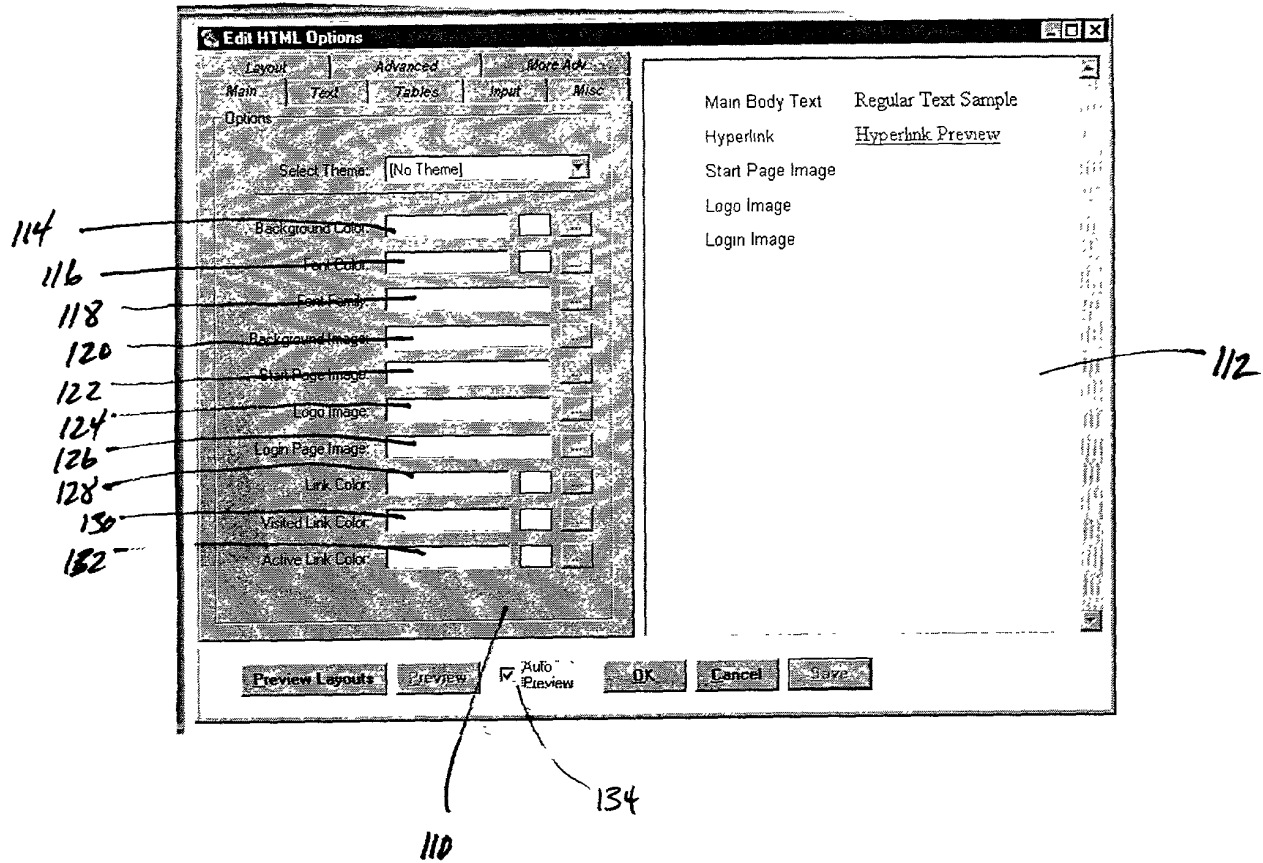 Edit HTML Options
Layout Advanced More Adv.
Main Text Tables Input Misc
Options
Select Theme: [No Theme]
Background Color:
Font Color:
Font Family:
Background Image:
Start Page Image:
Logo Image:
Login Page Image:
Link Color:
Visited Link Color:
Active Link Color:
Main Body Text Regular Text Sample
Hyperlink Hyperlink Preview
Start Page Image
Logo Image
Login Image
Preview Layouts Preview Auto Preview OK Cancel Save
114
116
118
120
122
124
126
128
130
132
112
134
110